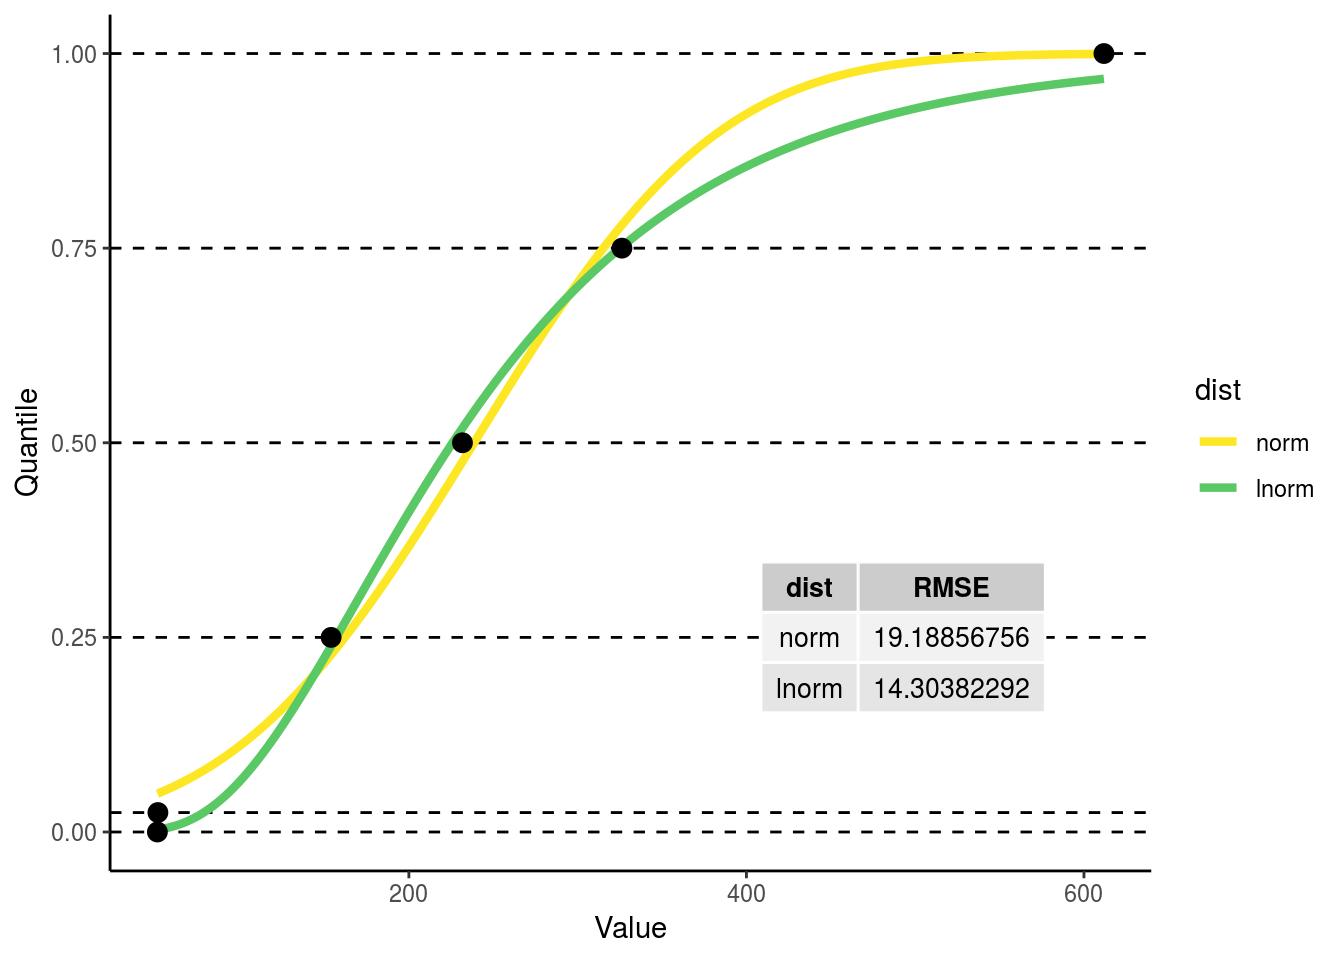 1.00
0.75
0.50
0.25
0.00
Quantile
200 400 600
Value
dist
norm
lnorm
dist RMSE
norm 19.18856756
lnorm 14.30382292